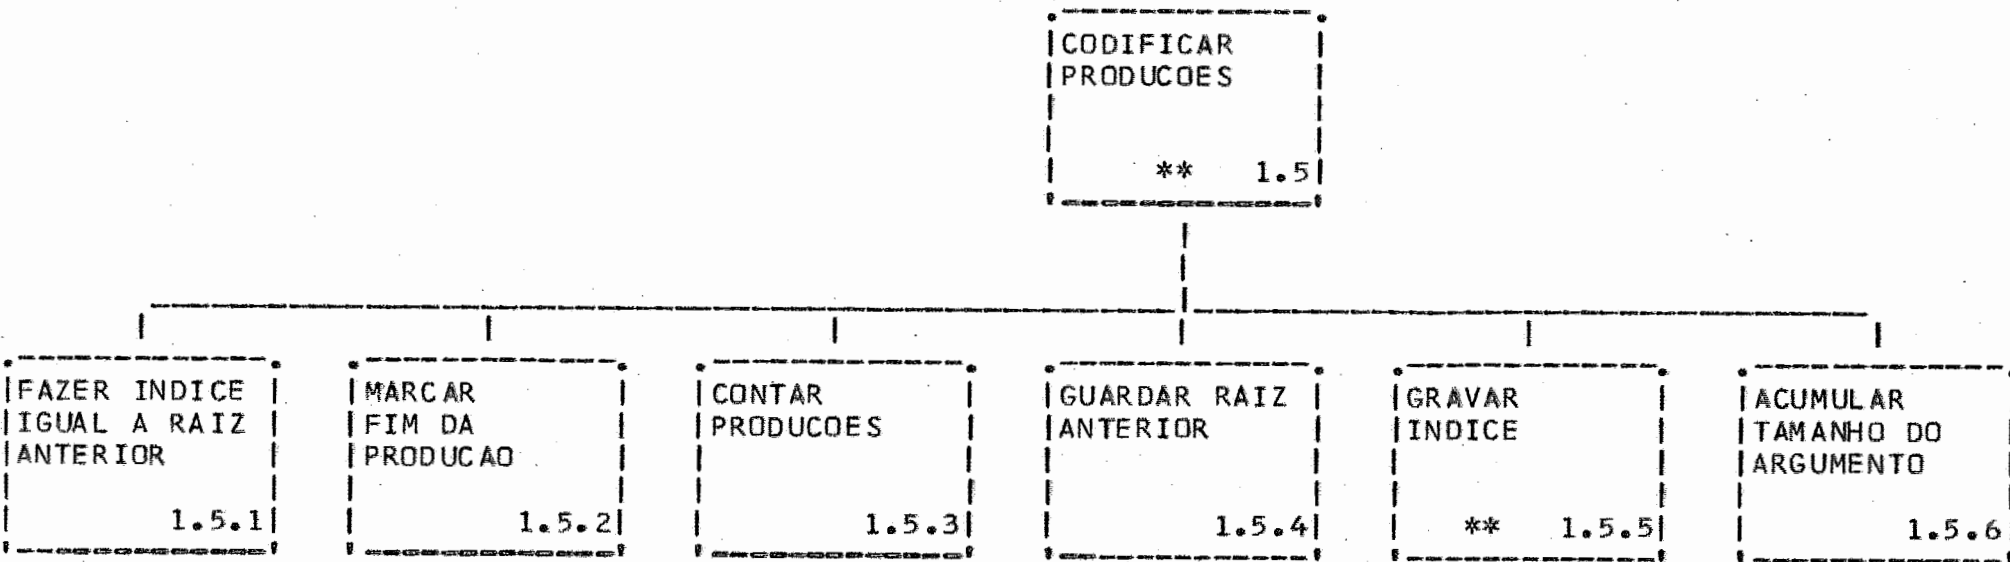 CODIFICAR
PRODUCOES
** 1.5
FAZER INDICE
IGUAL A RAIZ
ANTERIOR
1.5.1
MARCAR
FIM DA
PRODUCAO
1.5.2
CONTAR
PRODUCOES
1.5.3
GUARDAR RAIZ
ANTERIOR
1.5.4
GRAVAR
INDICE
** 1.5.5
ACUMULAR
TAMANHO DO
ARGUMENTO
1.5.6